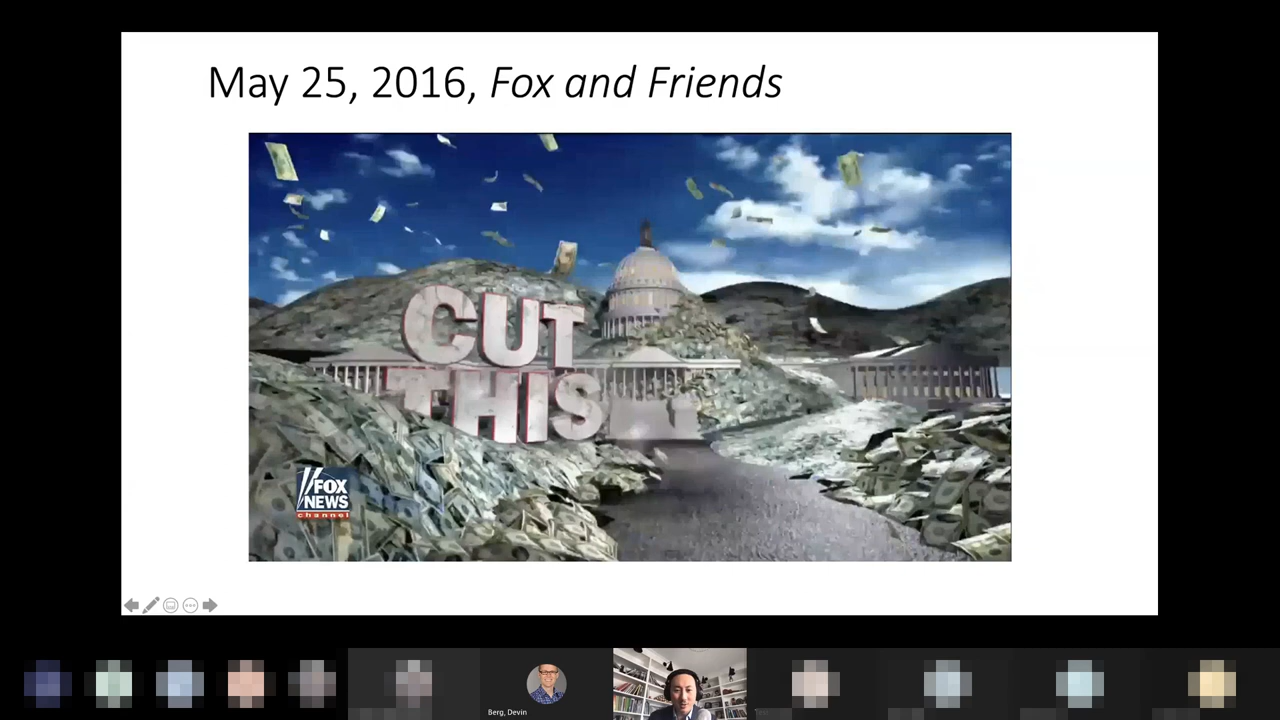 May 25, 2016, Fox and Friends
CUT
THIS
FOX
NEWS
channel
Berg, Devin